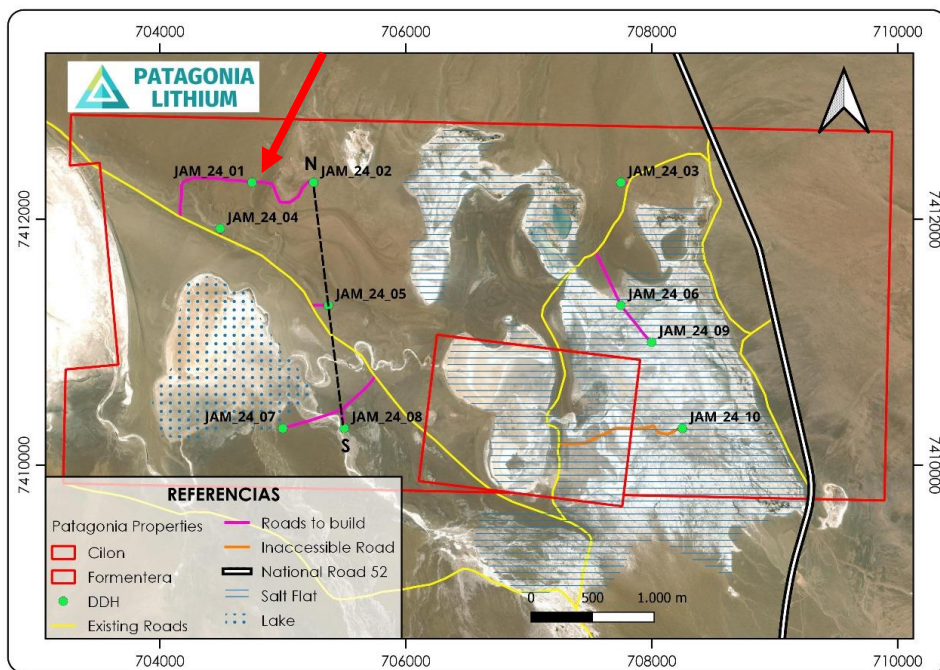 704000 706000 708000 710000
PATAGONIA
LITHIUM
N
JAM_24_01 JAM_24_02 JAM_24_03
7412000 7412000
JAM_24_04
JAM_24_05 JAM_24_06
JAM_24_09
JAM_24_07 JAM_24_08 JAM_24_10
S
7410000 7410000
REFERENCIAS
Patagonia Properties
Cilon
Formentera
DDH
Existing Roads
Roads to build
Inaccessible Road
National Road 52
Salt Flat
Lake
0 500 1.000 m
704000 706000 708000 710000